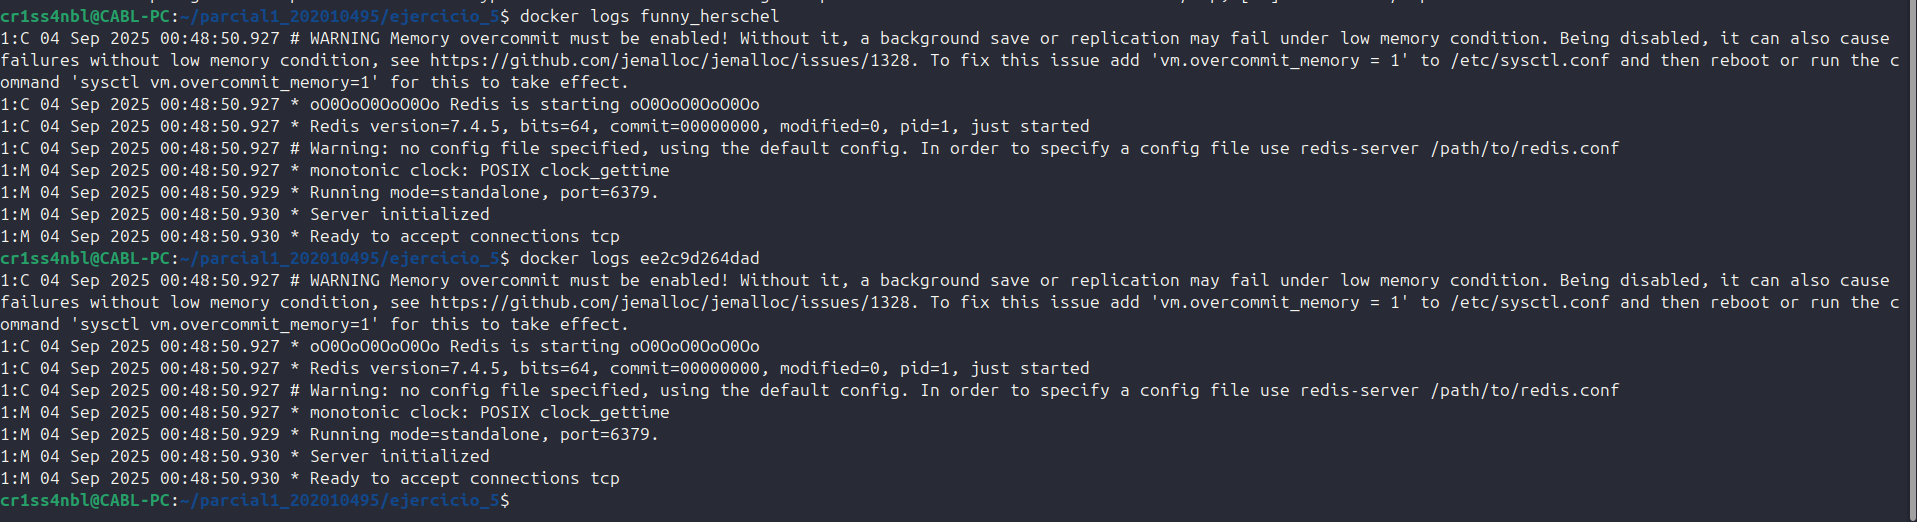 cr1ss4nbl@CABL-PC:~/parcial1_202010495/ejercicio_5$ docker logs funny_herschel
1:C 04 Sep 2025 00:48:50.927 # WARNING Memory overcommit must be enabled! Without it, a background save or replication may fail under low memory condition. Being disabled, it can also cause
failures without low memory condition, see https://github.com/jemalloc/jemalloc/issues/1328. To fix this issue add 'vm.overcommit_memory = 1' to /etc/sysctl.conf and then reboot or run the c
ommand 'sysctl vm.overcommit_memory=1' for this to take effect.
1:C 04 Sep 2025 00:48:50.927 * oO0OoO0OoO0Oo Redis is starting oO0OoO0OoO0Oo
1:C 04 Sep 2025 00:48:50.927 * Redis version=7.4.5, bits=64, commit=00000000, modified=0, pid=1, just started
1:C 04 Sep 2025 00:48:50.927 # Warning: no config file specified, using the default config. In order to specify a config file use redis-server /path/to/redis.conf
1:M 04 Sep 2025 00:48:50.927 * monotonic clock: POSIX clock_gettime
1:M 04 Sep 2025 00:48:50.929 * Running mode=standalone, port=6379.
1:M 04 Sep 2025 00:48:50.930 * Server initialized
1:M 04 Sep 2025 00:48:50.930 * Ready to accept connections tcp
cr1ss4nbl@CABL-PC:~/parcial1_202010495/ejercicio_5$ docker logs ee2c9d264dad
1:C 04 Sep 2025 00:48:50.927 # WARNING Memory overcommit must be enabled! Without it, a background save or replication may fail under low memory condition. Being disabled, it can also cause
failures without low memory condition, see https://github.com/jemalloc/jemalloc/issues/1328. To fix this issue add 'vm.overcommit_memory = 1' to /etc/sysctl.conf and then reboot or run the c
ommand 'sysctl vm.overcommit_memory=1' for this to take effect.
1:C 04 Sep 2025 00:48:50.927 * oO0OoO0OoO0Oo Redis is starting oO0OoO0OoO0Oo
1:C 04 Sep 2025 00:48:50.927 * Redis version=7.4.5, bits=64, commit=00000000, modified=0, pid=1, just started
1:C 04 Sep 2025 00:48:50.927 # Warning: no config file specified, using the default config. In order to specify a config file use redis-server /path/to/redis.conf
1:M 04 Sep 2025 00:48:50.927 * monotonic clock: POSIX clock_gettime
1:M 04 Sep 2025 00:48:50.929 * Running mode=standalone, port=6379.
1:M 04 Sep 2025 00:48:50.930 * Server initialized
1:M 04 Sep 2025 00:48:50.930 * Ready to accept connections tcp
cr1ss4nbl@CABL-PC:~/parcial1_202010495/ejercicio_5$